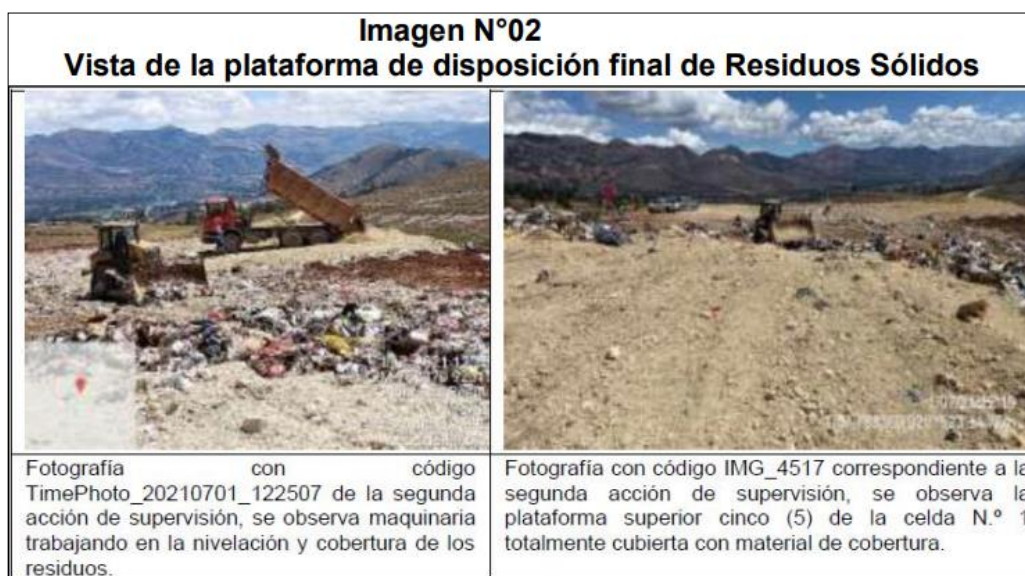 Imagen N°02
Vista de la plataforma de disposición final de Residuos Sólidos
Fotografía con código
TimePhoto_20210701_122507 de la segunda
acción de supervisión, se observa maquinaria
trabajando en la nivelación y cobertura de los
residuos.
Fotografía con código IMG_4517 correspondiente a la
segunda acción de supervisión, se observa la
plataforma superior cinco (5) de la celda N.º 1
totalmente cubierta con material de cobertura.